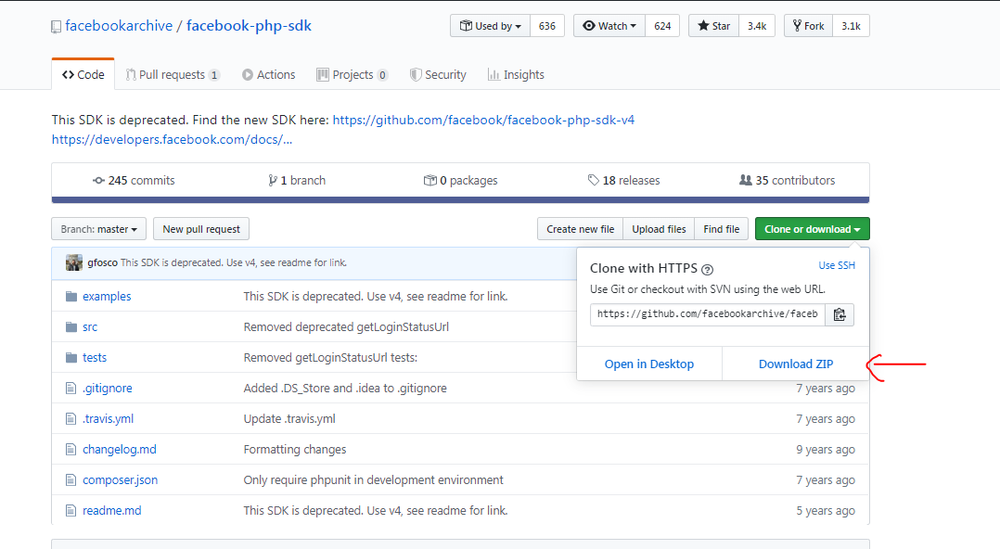 facebookarchive / facebook-php-sdk Used by 636 Watch 624 Star 3.4k Fork 3.1k
Code Pull requests 1 Actions Projects 0 Security Insights
This SDK is deprecated. Find the new SDK here: https://github.com/facebook/facebook-php-sdk-v4
https://developers.facebook.com/docs/...
245 commits 1 branch 0 packages 18 releases 35 contributors
Branch: master New pull request Create new file Upload files Find file Clone or download
gfosco This SDK is deprecated. Use v4, see readme for link.
Clone with HTTPS ? Use SSH
Use Git or checkout with SVN using the web URL.
https://github.com/facebookarchive/faceb
Open in Desktop Download ZIP
examples This SDK is deprecated. Use v4, see readme for link.
src Removed deprecated getLoginStatusUrl
tests Removed getLoginStatusUrl tests:
.gitignore Added .DS_Store and .idea to .gitignore 7 years ago
.travis.yml Update .travis.yml 7 years ago
changelog.md Formatting changes 9 years ago
composer.json Only require phpunit in development environment 7 years ago
readme.md This SDK is deprecated. Use v4, see readme for link. 5 years ago